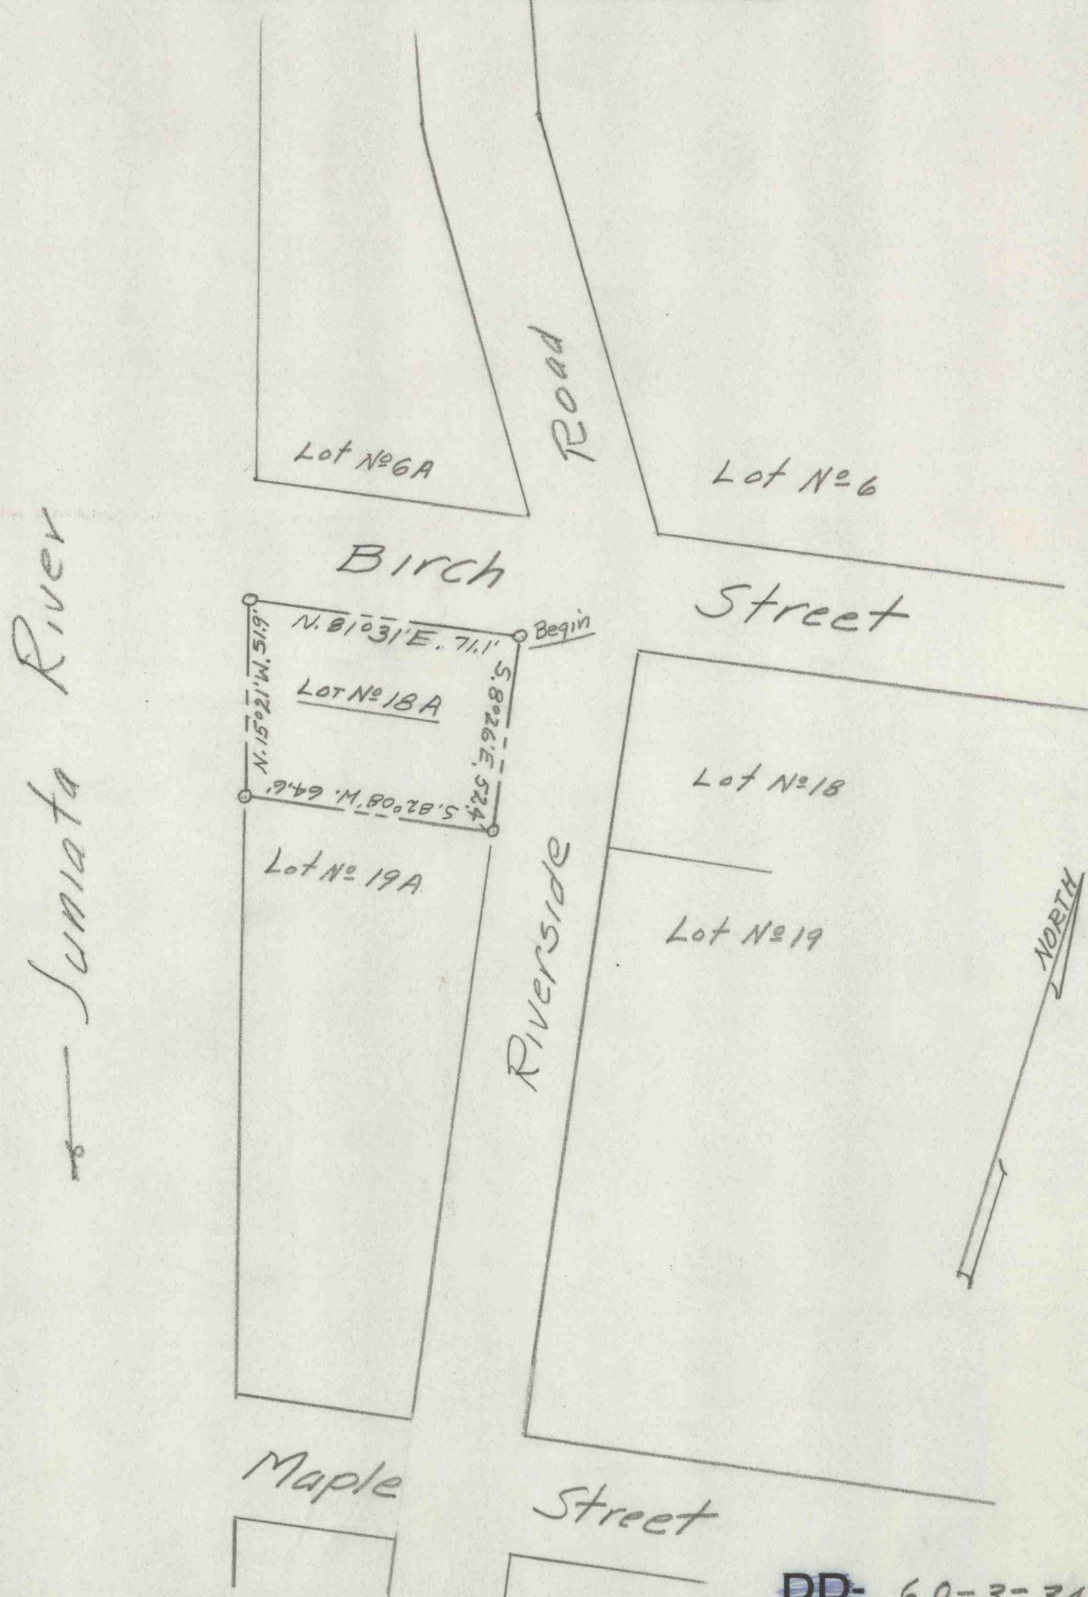 Road
Lot Nº 6A
Lot Nº 6
Juniata River
Birch Street
N. 81°31' E. 71.1'
Begin
N. 15°21' W. 51.9'
Lot Nº 18A
S. 8°26' E. 52.4'
S. 82°08' W. 64.6'
Lot Nº 18
Lot Nº 19A
Lot Nº 19
Riverside
NORTH
Maple Street